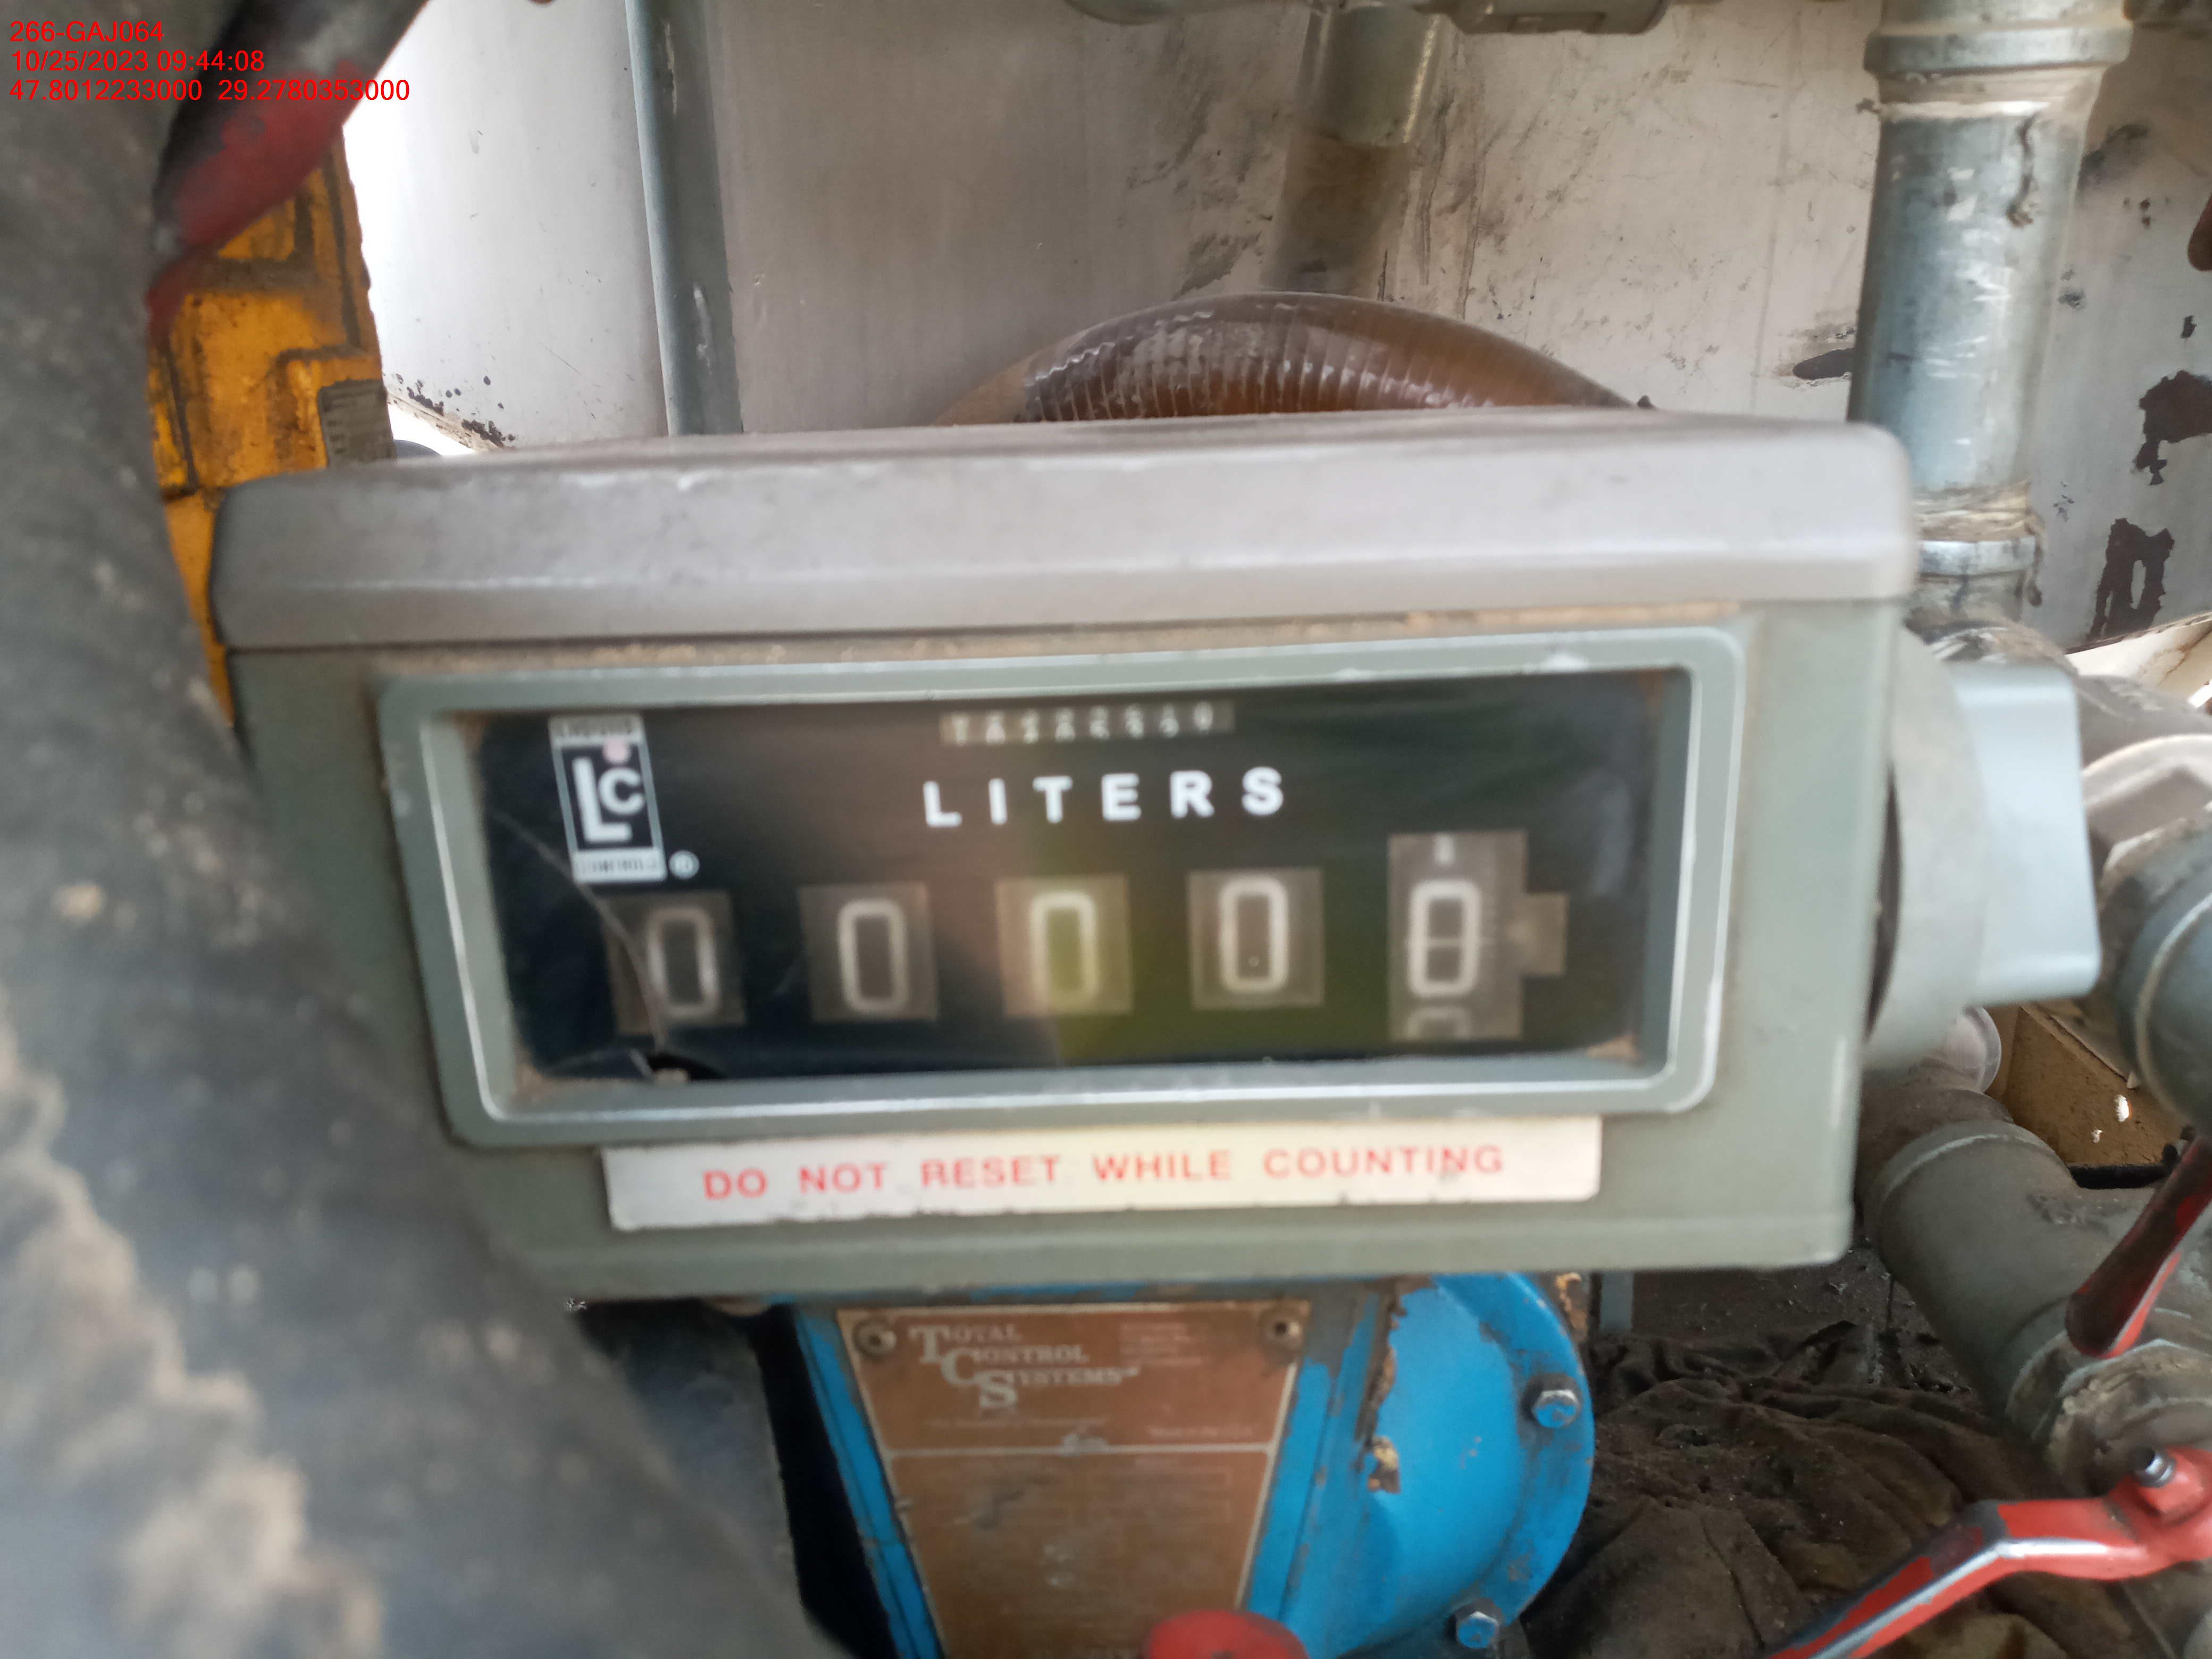 266-GAJ064
10/25/2023 09:44:08
47.8012233000 29.2780353000
LC
CONTROLS ®
LITERS
0 0 0 0 0
DO NOT RESET WHILE COUNTING
TOTAL
CONTROL
SYSTEMS